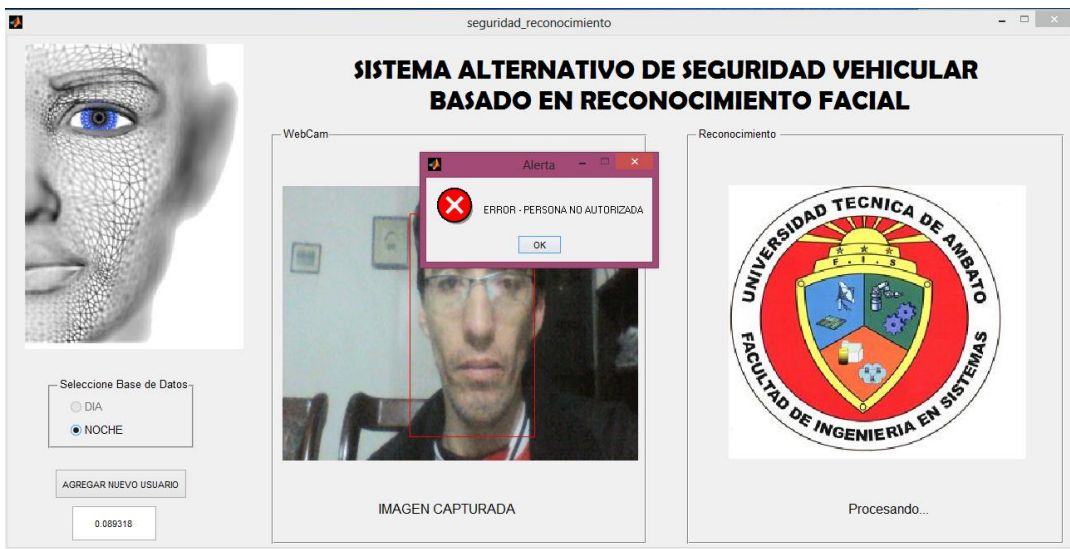 seguridad_reconocimiento
SISTEMA ALTERNATIVO DE SEGURIDAD VEHICULAR
BASADO EN RECONOCIMIENTO FACIAL
WebCam
Reconocimiento
Alerta
ERROR - PERSONA NO AUTORIZADA
OK
UNIVERSIDAD TECNICA DE AMBATO
F.I.S
FACULTAD DE INGENIERIA EN SISTEMAS
Seleccione Base de Datos
DIA
NOCHE
AGREGAR NUEVO USUARIO
0.089318
IMAGEN CAPTURADA
Procesando...